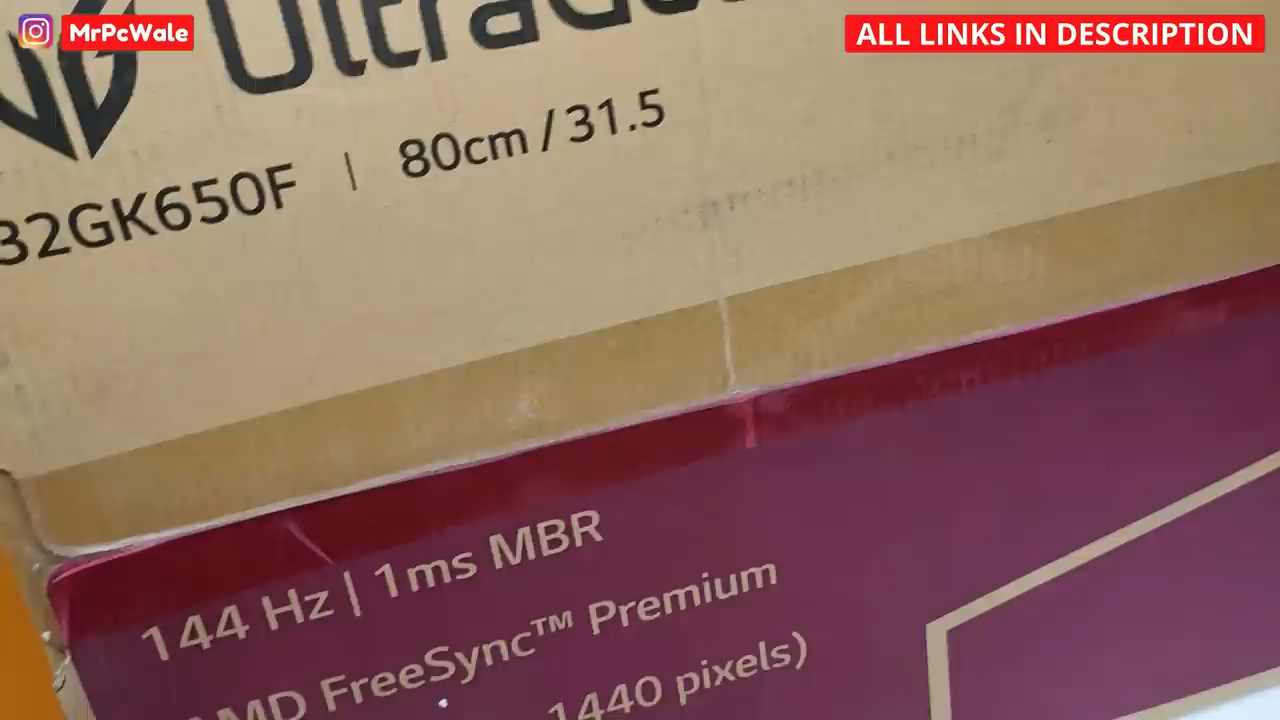 MrPcWale
ALL LINKS IN DESCRIPTION
32GK650F | 80cm / 31.5
144 Hz | 1ms MBR
FreeSync™ Premium
1440 pixels)